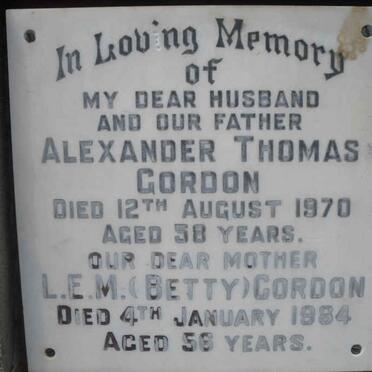 In Loving Memory
of
MY DEAR HUSBAND
AND OUR FATHER
ALEXANDER THOMAS
GORDON
DIED 12TH AUGUST 1970
AGED 58 YEARS.
OUR DEAR MOTHER
L.E.M. (BETTY) GORDON
DIED 4TH JANUARY 1984
AGED 56 YEARS.